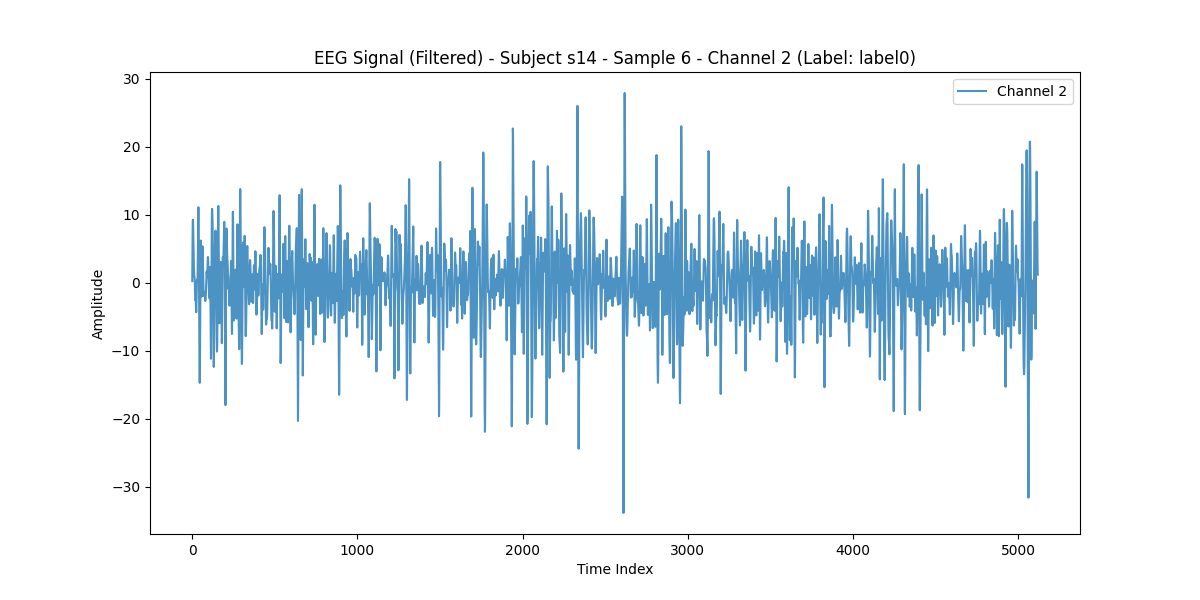 EEG Signal (Filtered) - Subject s14 - Sample 6 - Channel 2 (Label: label0)
Channel 2
30
20
10
0
−10
−20
−30
Amplitude
0 1000 2000 3000 4000 5000
Time Index